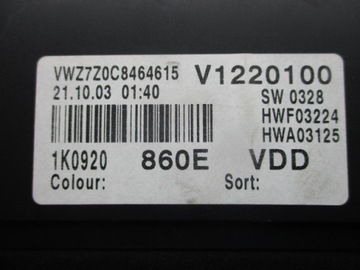 VWZ7Z0C8464615 V1220100
21.10.03 01:40 SW 0328
HWF03224
HWA03125
1K0920 860E VDD
Colour: Sort: